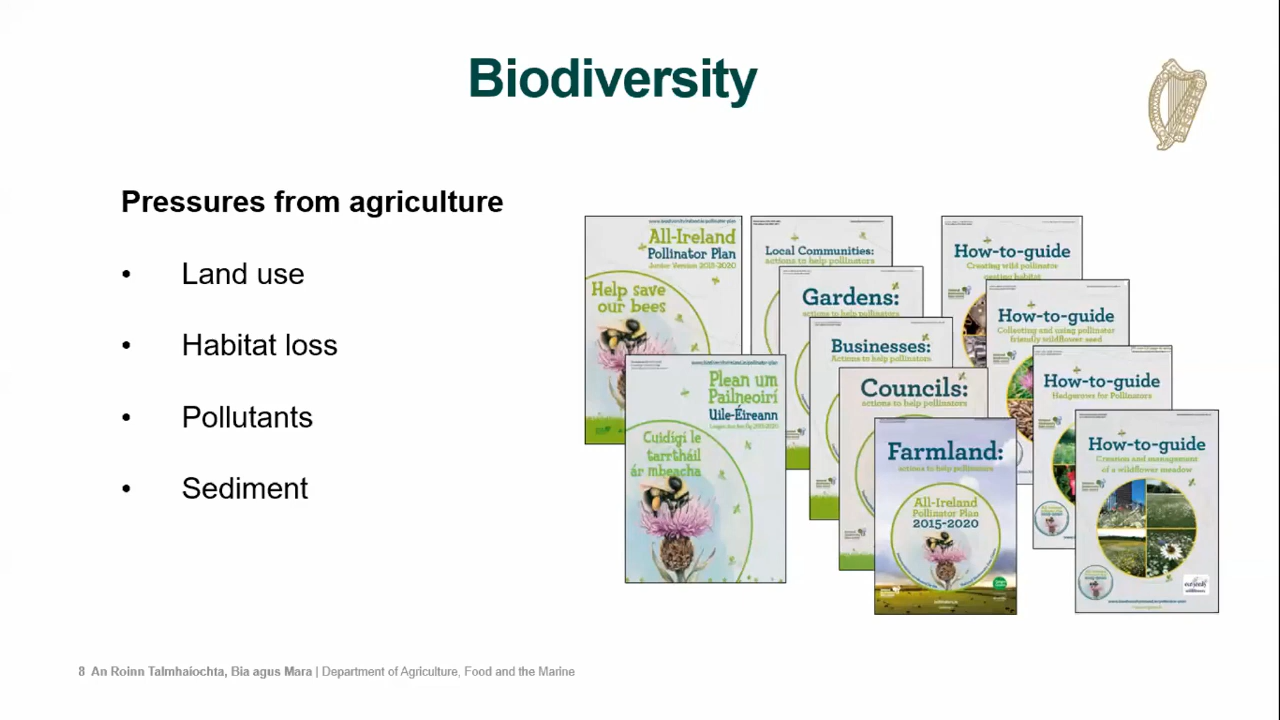 Biodiversity
Pressures from agriculture
• Land use
• Habitat loss
• Pollutants
• Sediment
All-Ireland
Pollinator Plan
Junior Version 2015-2020
Help save
our bees
Plean um
Pailneoirí
Uile-Éireann
Cuidigí le
tarrtháil
ár mbeacha
Local Communities:
actions to help pollinators
Gardens:
actions to help pollinators
Businesses:
Actions to help pollinators
Councils:
actions to help pollinators
Farmland:
actions to help pollinators
All-Ireland
Pollinator Plan
2015-2020
How-to-guide
Creating wild pollinator
nesting habitat
How-to-guide
Collecting and using pollinator
friendly wildflower seed
How-to-guide
Hedgerows for Pollinators
How-to-guide
Creation and management
of a wildflower meadow
8 An Roinn Talmhaíochta, Bia agus Mara | Department of Agriculture, Food and the Marine